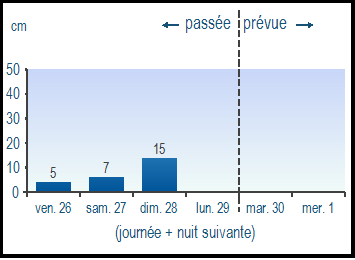 ← passée prévue →
cm
50
40
30
20
10
0
5
7
15
ven. 26 sam. 27 dim. 28 lun. 29 mar. 30 mer. 1
(journée + nuit suivante)